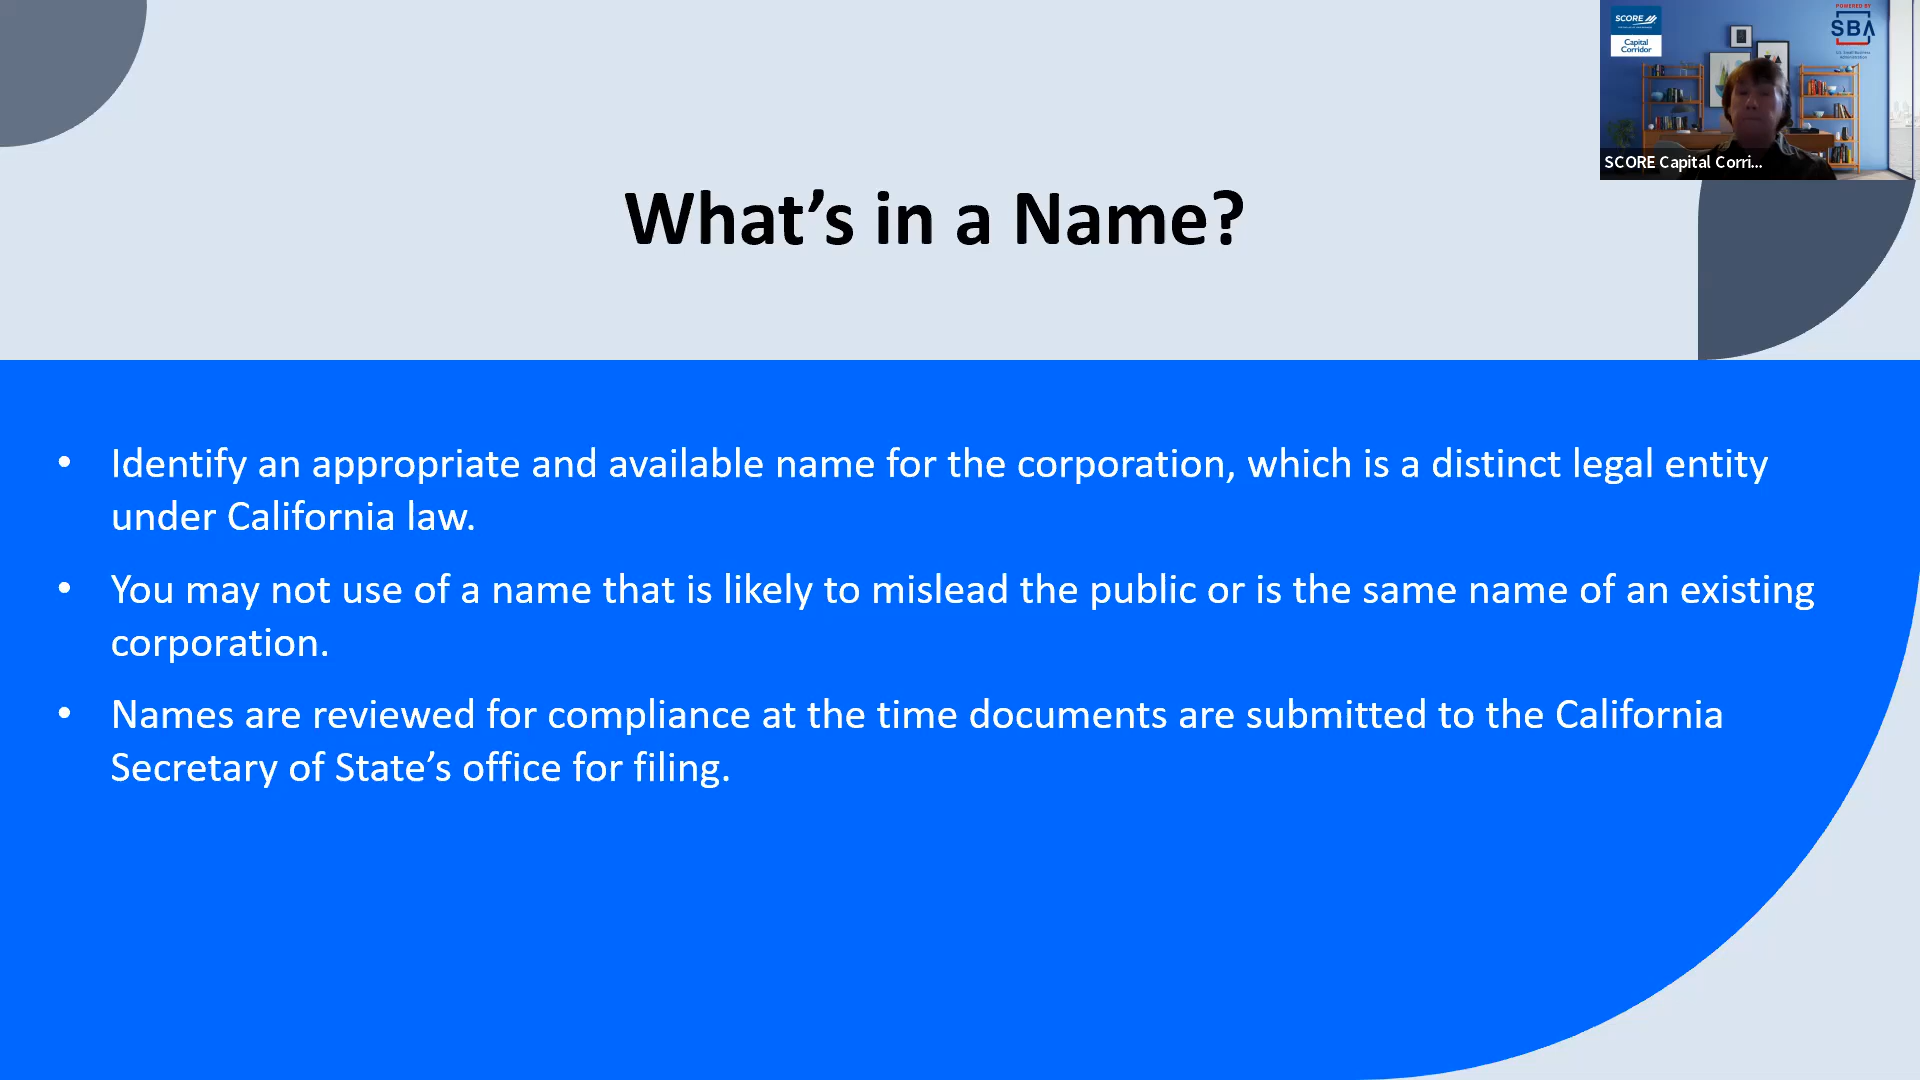 POWERED BY
SCORE
SBA
Capital
Corridor
SCORE Capital Corri...
What’s in a Name?
• Identify an appropriate and available name for the corporation, which is a distinct legal entity
under California law.
• You may not use of a name that is likely to mislead the public or is the same name of an existing
corporation.
• Names are reviewed for compliance at the time documents are submitted to the California
Secretary of State’s office for filing.